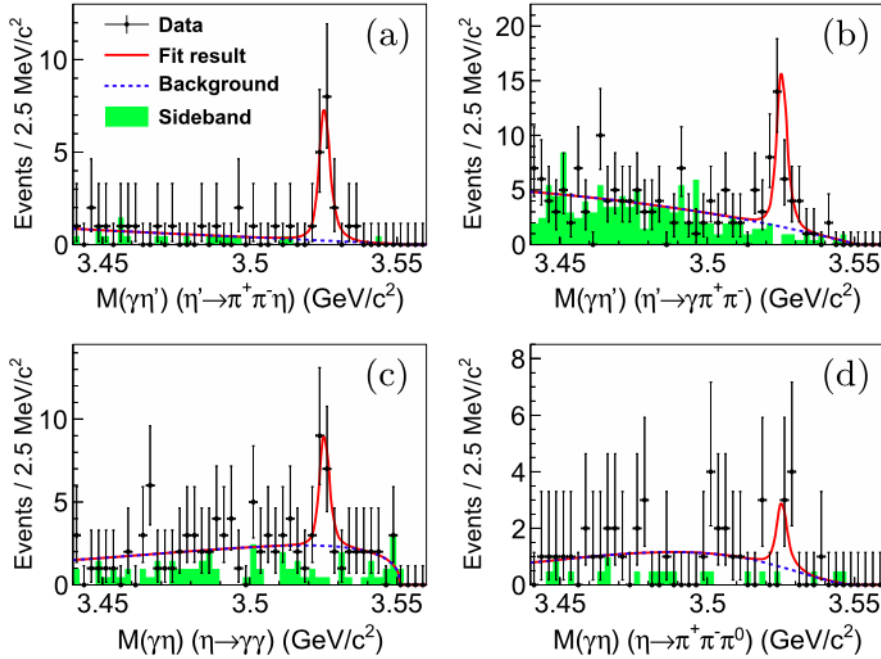 (a)
Data
Fit result
Background
Sideband
Events / 2.5 MeV/c²
10
5
0
3.45 3.5 3.55
M(γη') (η'→π⁺π⁻η) (GeV/c²)
(b)
Events / 2.5 MeV/c²
20
15
10
5
0
3.45 3.5 3.55
M(γη') (η'→γπ⁺π⁻) (GeV/c²)
(c)
Events / 2.5 MeV/c²
10
5
0
3.45 3.5 3.55
M(γη) (η→γγ) (GeV/c²)
(d)
Events / 2.5 MeV/c²
8
6
4
2
0
3.45 3.5 3.55
M(γη) (η→π⁺π⁻π⁰) (GeV/c²)